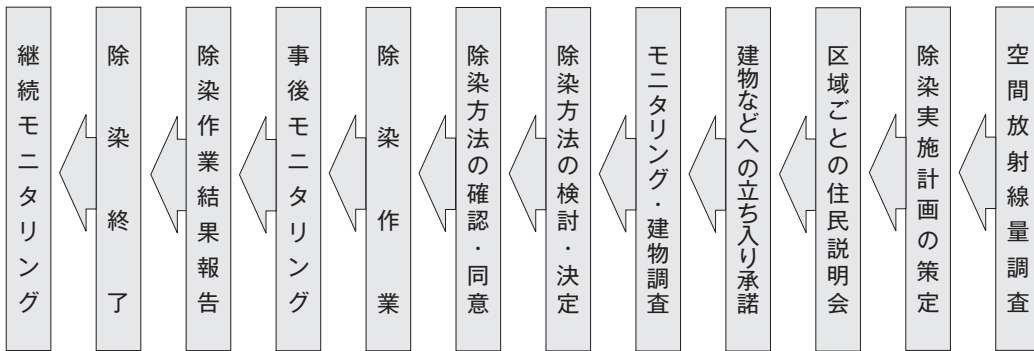 空間放射線量調査
除染実施計画の策定
区域ごとの住民説明会
建物などへの立ち入り承諾
モニタリング・建物調査
除染方法の検討・決定
除染方法の確認・同意
除染作業
事後モニタリング
除染作業結果報告
除染終了
継続モニタリング